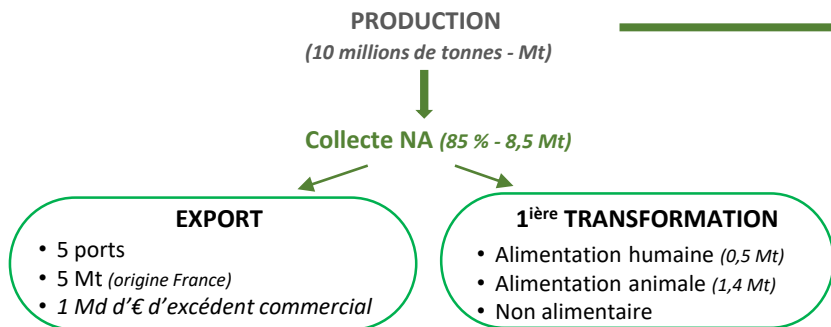 PRODUCTION
(10 millions de tonnes - Mt)
Collecte NA (85 % - 8,5 Mt)
EXPORT
• 5 ports
• 5 Mt (origine France)
• 1 Md d’€ d’excédent commercial
1ière TRANSFORMATION
• Alimentation humaine (0,5 Mt)
• Alimentation animale (1,4 Mt)
• Non alimentaire